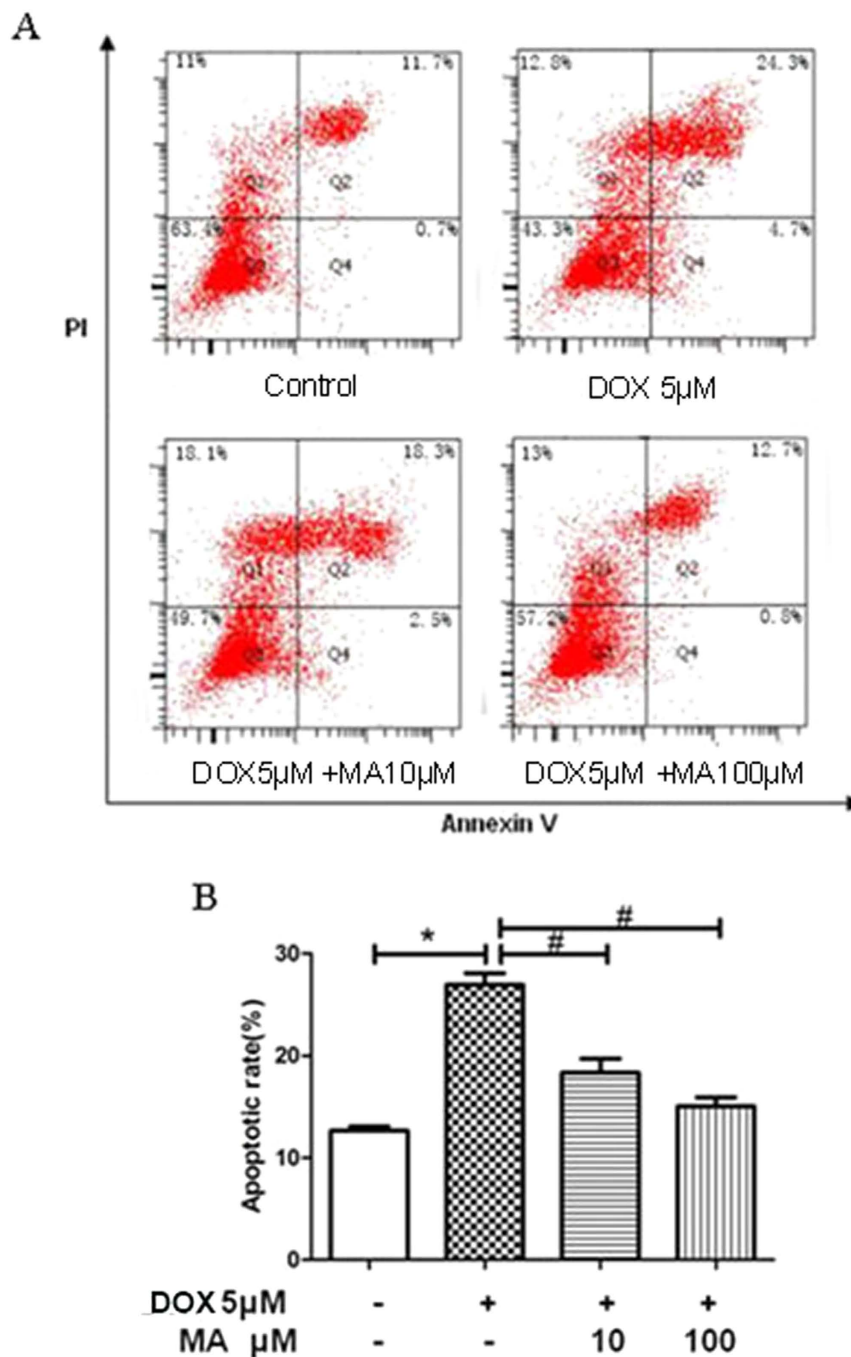 A
11% 11.7%
Q1 Q2
63.4% 0.7%
Q3 Q4
Control
12.8% 24.3%
Q1 Q2
43.3% 4.7%
Q3 Q4
DOX 5μM
PI
18.1% 18.3%
Q1 Q2
49.7% 2.5%
Q3 Q4
DOX5μM +MA10μM
13% 12.7%
Q1 Q2
57.2% 0.8%
Q3 Q4
DOX5μM +MA100μM
Annexin V
B
Apoptotic rate(%)
30
20
10
0
* # #
DOX 5μM - + + +
MA μM - - 10 100